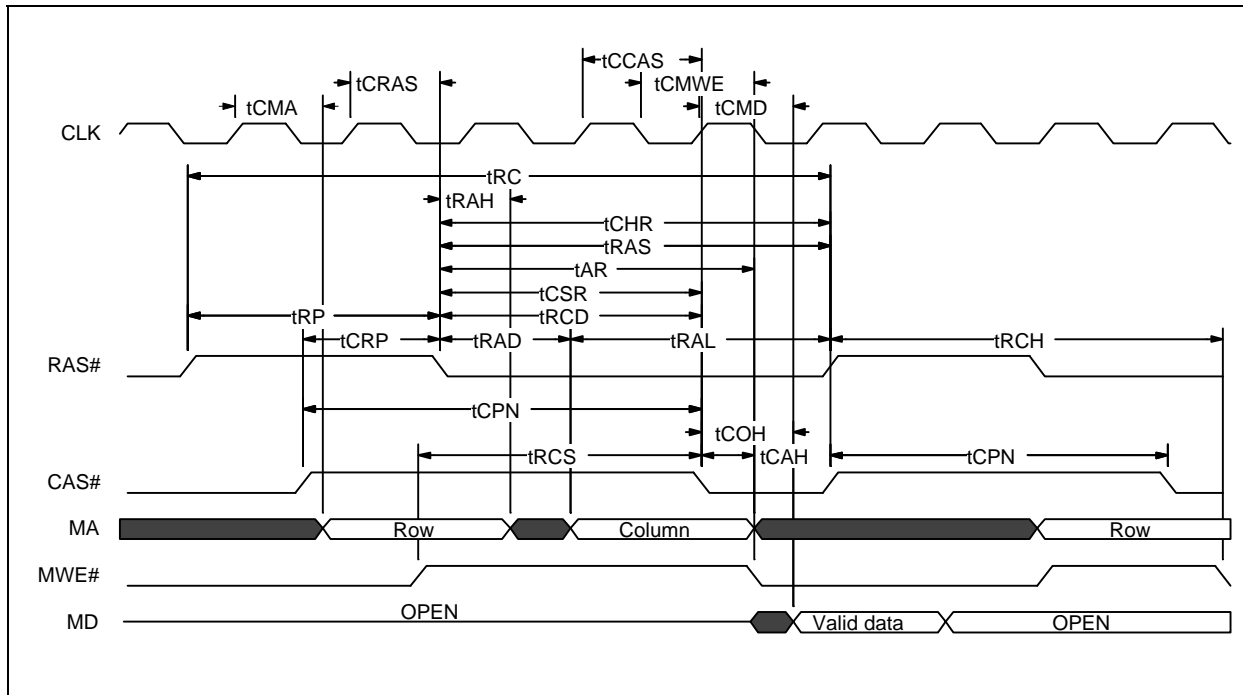 tCCAS
tCRAS tCMWE
tCMA tCMD
CLK
tRC
tRAH
tCHR
tRAS
tAR
tCSR
tRP tRCD
tCRP tRAD tRAL tRCH
RAS#
tCPN
tCOH
tRCS tCAH tCPN
CAS#
MA Row Column Row
MWE#
MD OPEN Valid data OPEN